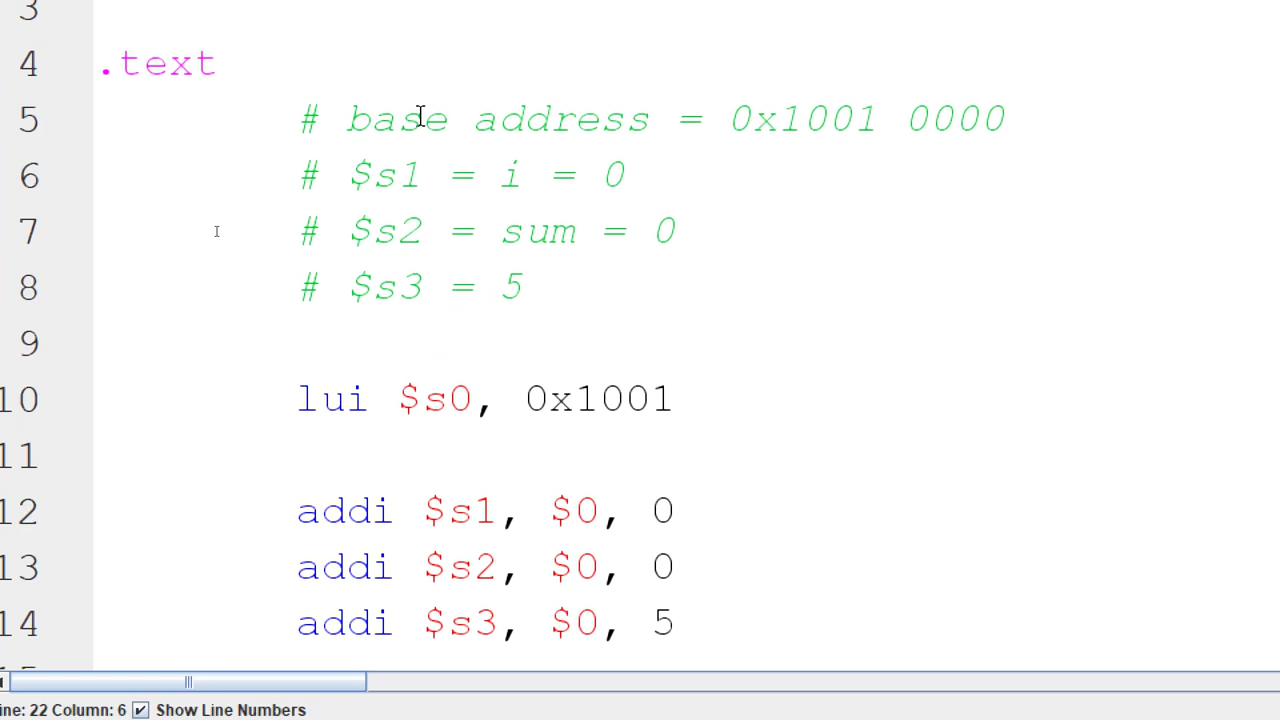 3
4 .text
5 # base address = 0x1001 0000
6 # $s1 = i = 0
7 # $s2 = sum = 0
8 # $s3 = 5
9
10 lui $s0, 0x1001
11
12 addi $s1, $0, 0
13 addi $s2, $0, 0
14 addi $s3, $0, 5
ine: 22 Column: 6 Show Line Numbers